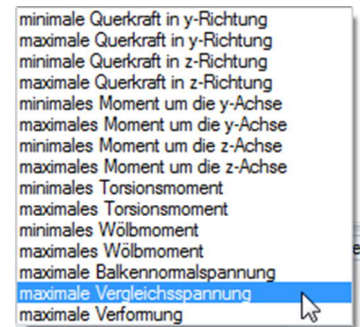 minimale Querkraft in y-Richtung
maximale Querkraft in y-Richtung
minimale Querkraft in z-Richtung
maximale Querkraft in z-Richtung
minimales Moment um die y-Achse
maximales Moment um die y-Achse
minimales Moment um die z-Achse
maximales Moment um die z-Achse
minimales Torsionsmoment
maximales Torsionsmoment
minimales Wölbmoment
maximales Wölbmoment
maximale Balkennormalspannung
maximale Vergleichsspannung
maximale Verformung